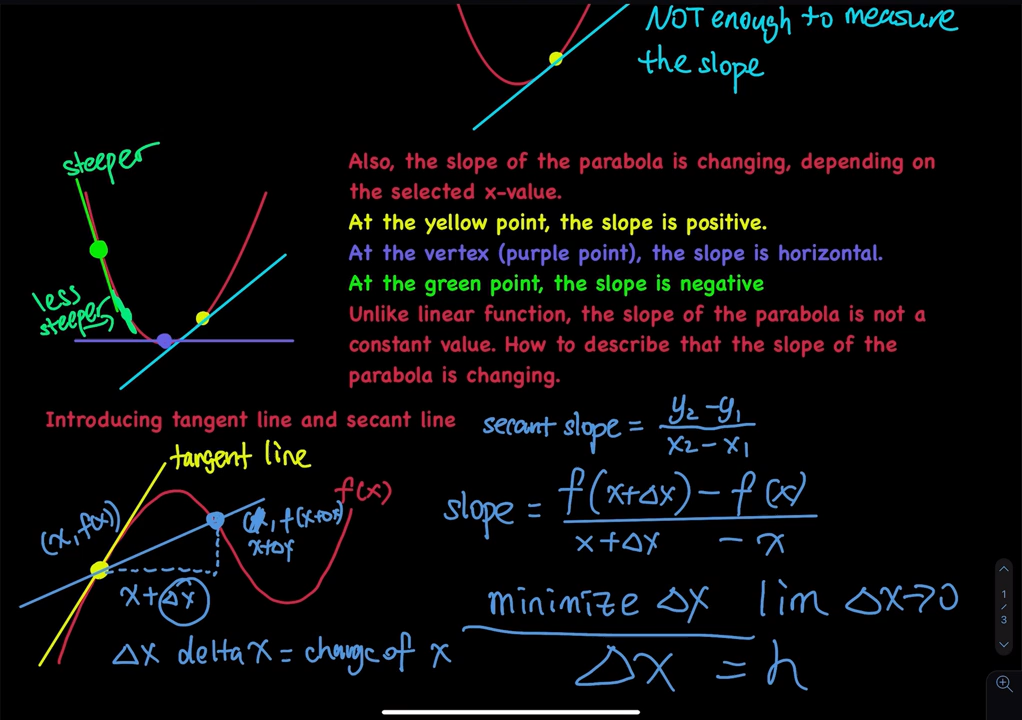 NOT enough to measure
the slope
steeper
Also, the slope of the parabola is changing, depending on
the selected x-value.
At the yellow point, the slope is positive.
At the vertex (purple point), the slope is horizontal.
At the green point, the slope is negative
Unlike linear function, the slope of the parabola is not a
constant value. How to describe that the slope of the
parabola is changing.
less
steeper
Introducing tangent line and secant line
secant slope = y₂ - y₁ / x₂ - x₁
tangent line
f(x)
(x, f(x))
( , f(x+Δx)
x+Δx
slope = f(x+Δx) - f(x) / x+Δx - x
x+Δx
minimize Δx lim Δx→0
Δx delta x = change of x
Δx = h
1
/
3